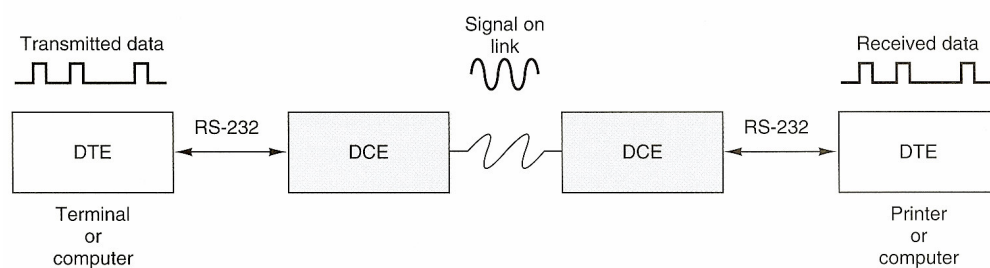 Signal on
link
Transmitted data
Received data
RS-232
RS-232
DTE
DCE
DCE
DTE
Terminal
or
computer
Printer
or
computer